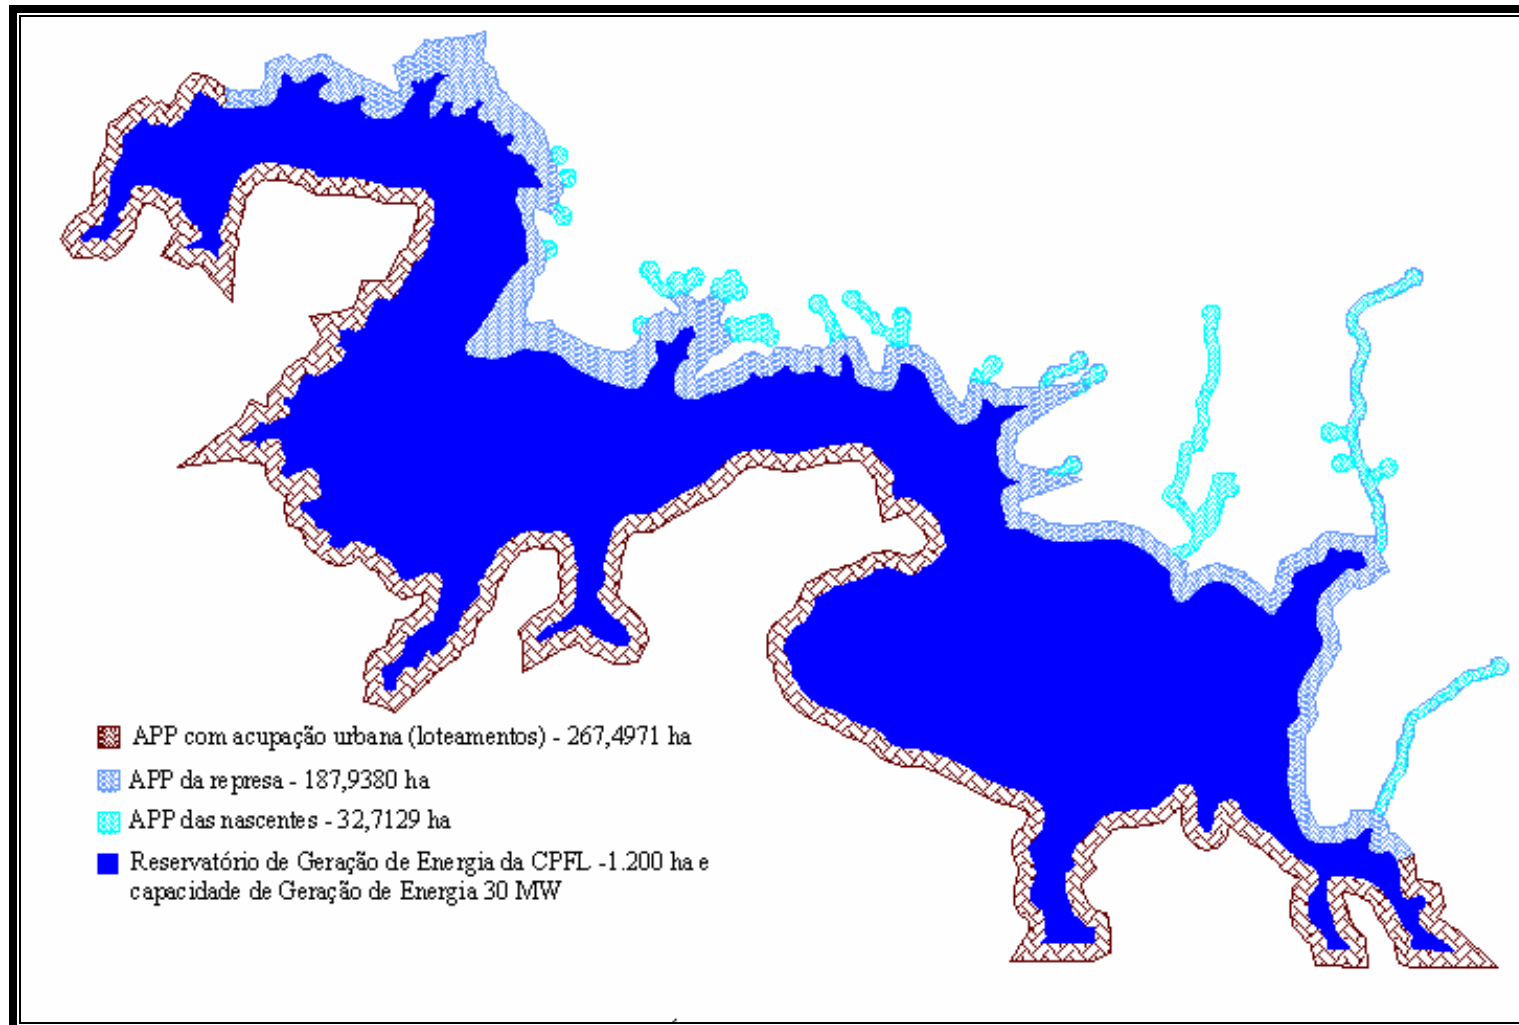 APP com acupação urbana (loteamentos) - 267,4971 ha
APP da represa - 187,9380 ha
APP das nascentes - 32,7129 ha
Reservatório de Geração de Energia da CPFL -1.200 ha e
capacidade de Geração de Energia 30 MW